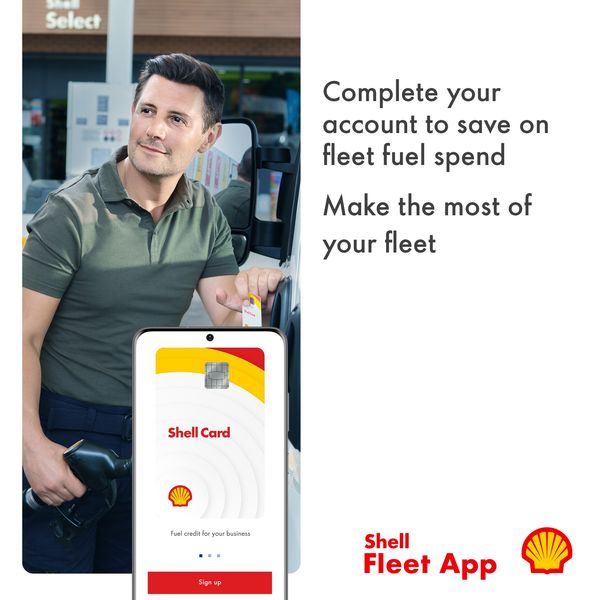 Shell
Select
Complete your
account to save on
fleet fuel spend
Make the most of
your fleet
Shell Card
Fuel credit for your business
Sign up
Shell
Fleet App